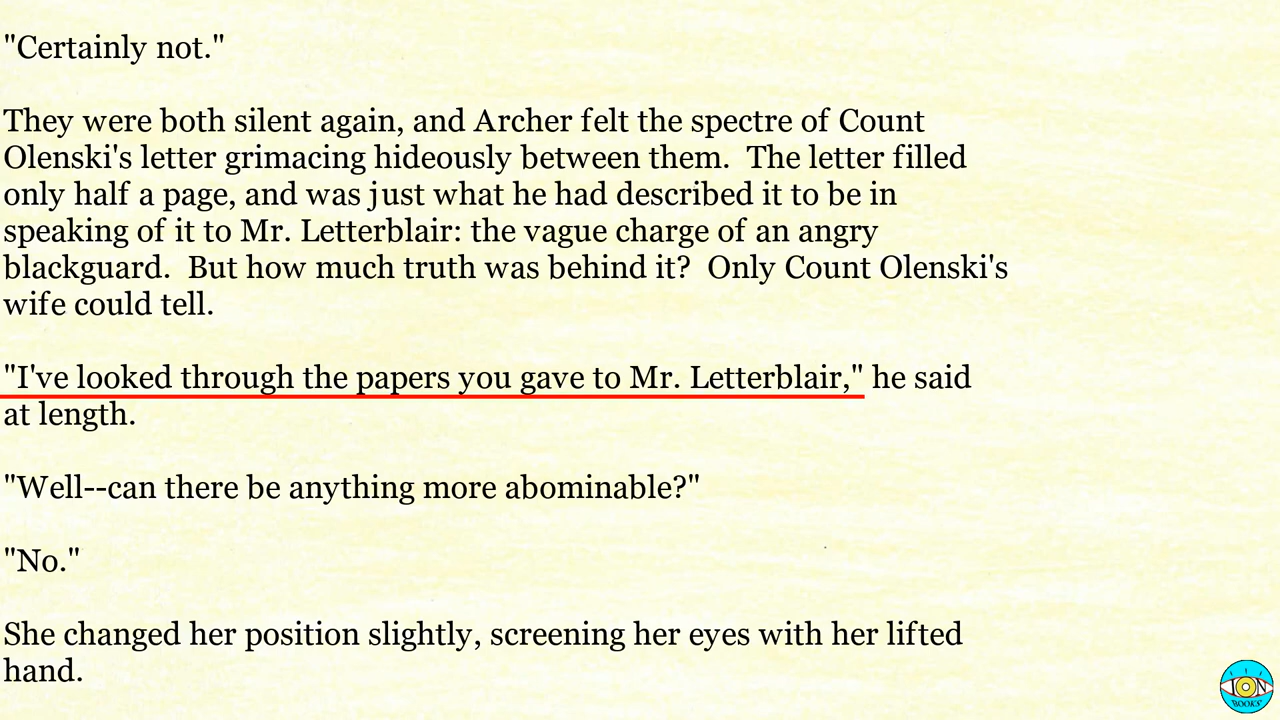 "Certainly not."
They were both silent again, and Archer felt the spectre of Count
Olenski's letter grimacing hideously between them.  The letter filled
only half a page, and was just what he had described it to be in
speaking of it to Mr. Letterblair: the vague charge of an angry
blackguard.  But how much truth was behind it?  Only Count Olenski's
wife could tell.
"I've looked through the papers you gave to Mr. Letterblair," he said
at length.
"Well--can there be anything more abominable?"
"No."
She changed her position slightly, screening her eyes with her lifted
hand.
ION
BOOKS